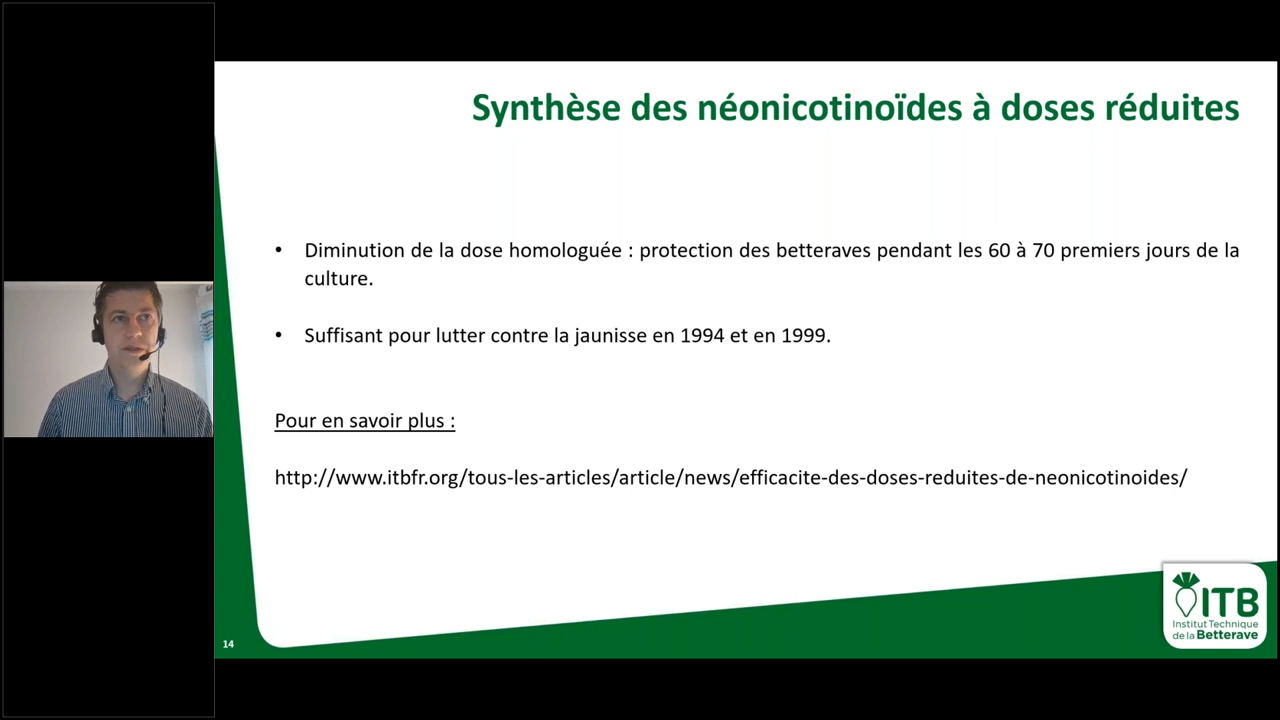 Synthèse des néonicotinoïdes à doses réduites
• Diminution de la dose homologuée : protection des betteraves pendant les 60 à 70 premiers jours de la
culture.
• Suffisant pour lutter contre la jaunisse en 1994 et en 1999.
Pour en savoir plus :
http://www.itbfr.org/tous-les-articles/article/news/efficacite-des-doses-reduites-de-neonicotinoides/
14
ITB
Institut Technique
de la Betterave